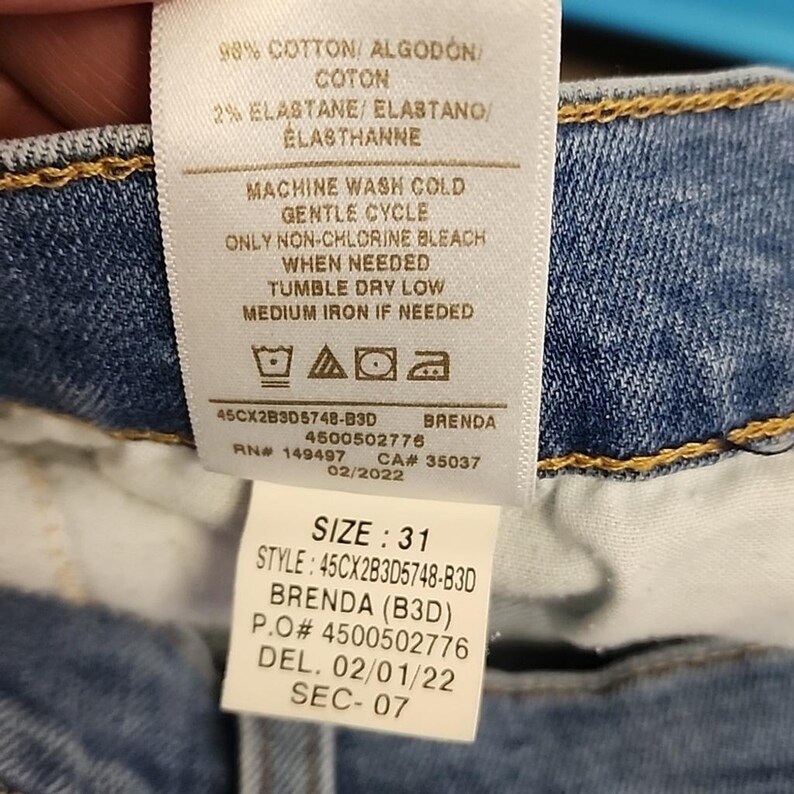 98% COTTON/ ALGODÓN/
COTON
2% ELASTANE/ ELASTANO/
ÉLASTHANNE
MACHINE WASH COLD
GENTLE CYCLE
ONLY NON-CHLORINE BLEACH
WHEN NEEDED
TUMBLE DRY LOW
MEDIUM IRON IF NEEDED
45CX2B3D5748-B3D BRENDA
4500502776
RN# 149497 CA# 35037
02/2022
SIZE : 31
STYLE : 45CX2B3D5748-B3D
BRENDA (B3D)
P.O# 4500502776
DEL. 02/01/22
SEC- 07